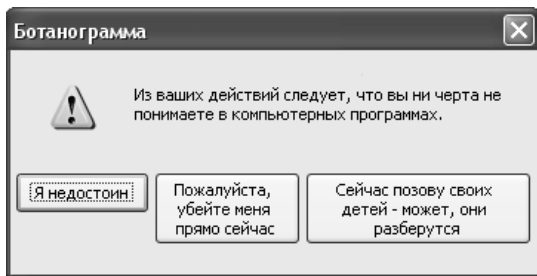 Ботанограмма
Из ваших действий следует, что вы ни черта не
понимаете в компьютерных программах.
Я недостоин
Пожалуйста,
убейте меня
прямо сейчас
Сейчас позову своих
детей - может, они
разберутся